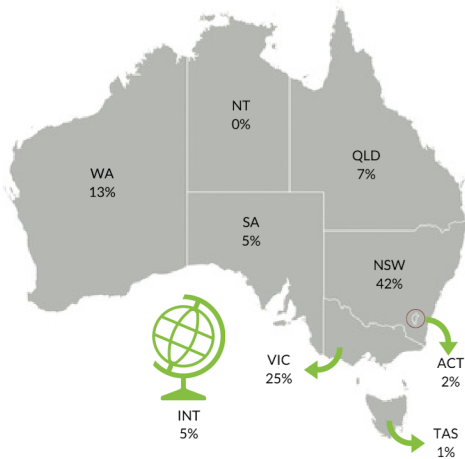 NT
0%
QLD
7%
WA
13%
SA
5%
NSW
42%
VIC
25%
ACT
2%
INT
5%
TAS
1%